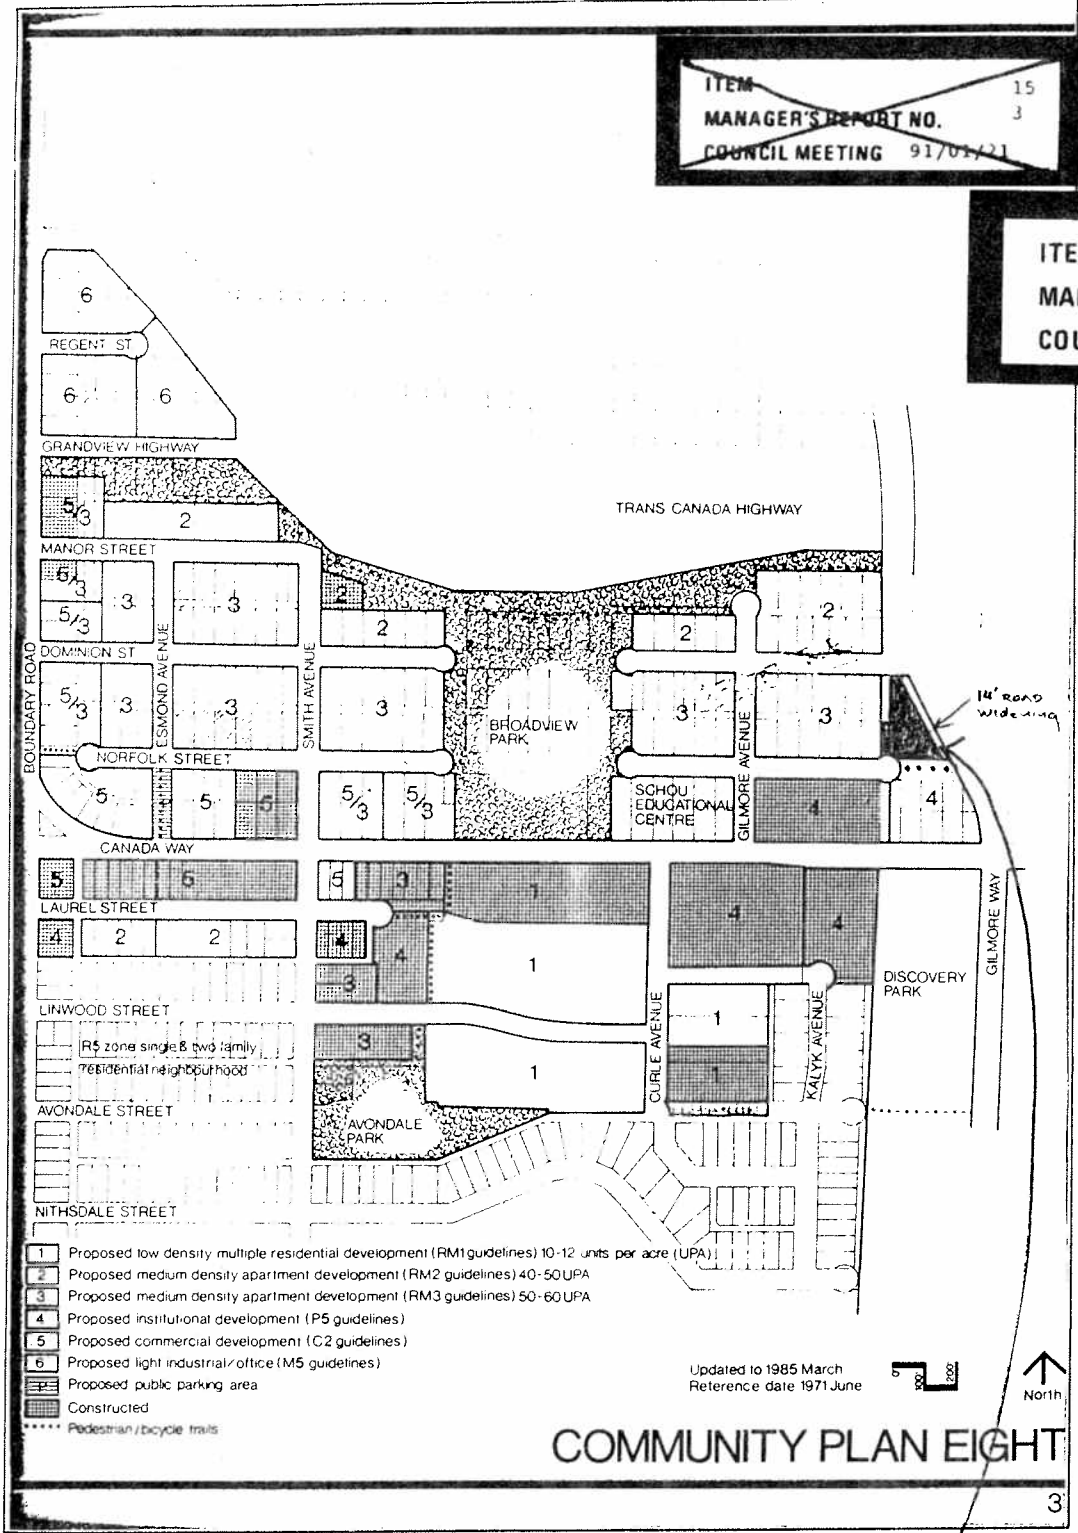 ITEM 15
MANAGER'S REPORT NO. 3
COUNCIL MEETING 91/01/21
ITE
MA
COU
6
REGENT ST
6 6
GRANDVIEW HIGHWAY
TRANS CANADA HIGHWAY
5/3 2
MANOR STREET
5/3 3 3 2 2
5/3 2 2
DOMINION ST
BOUNDARY ROAD
ESMOND AVENUE
SMITH AVENUE
GILMORE AVENUE
14' ROAD
WIDENING
5/3 3 3 3 3 3
BROADVIEW
PARK
NORFOLK STREET
5 5 5 5/3 5/3
SCHOU
EDUCATIONAL
CENTRE
4 4
CANADA WAY
5 5 5 3 1 4 4
LAUREL STREET
4 2 2 4 4 1
3
GILMORE WAY
DISCOVERY
PARK
LINWOOD STREET
CURLE AVENUE
KALYK AVENUE
R5 zone single & two family
residential neighbourhood
3 1 1 1
AVONDALE STREET
AVONDALE
PARK
NITHSDALE STREET
1 Proposed low density multiple residential development (RM1 guidelines) 10-12 units per acre (UPA)
2 Proposed medium density apartment development (RM2 guidelines) 40-50 UPA
3 Proposed medium density apartment development (RM3 guidelines) 50-60 UPA
4 Proposed institutional development (P5 guidelines)
5 Proposed commercial development (C2 guidelines)
6 Proposed light industrial/office (M5 guidelines)
P Proposed public parking area
Constructed
Pedestrian/bicycle trails
Updated to 1985 March
Reference date 1971 June
0' 100' 200'
North
COMMUNITY PLAN EIGHT
3